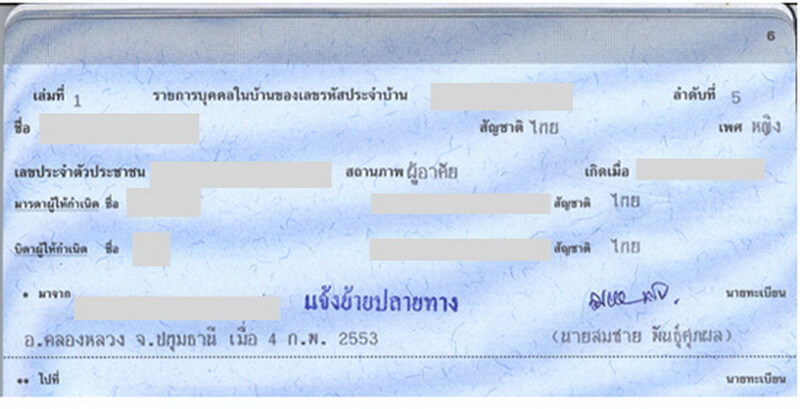 6
เล่มที่ 1 รายการบุคคลในบ้านของเลขรหัสประจำบ้าน ลำดับที่ 5
ชื่อ สัญชาติ ไทย เพศ หญิง
เลขประจำตัวประชาชน สถานภาพ ผู้อาศัย เกิดเมื่อ
มารดาผู้ให้กำเนิด ชื่อ สัญชาติ ไทย
บิดาผู้ให้กำเนิด ชื่อ สัญชาติ ไทย
* มาจาก แจ้งย้ายปลายทาง นายทะเบียน
อ.คลองหลวง จ.ปทุมธานี เมื่อ 4 ก.พ. 2553 (นายสมชาย พันธุ์ศุภผล)
** ไปที่ นายทะเบียน